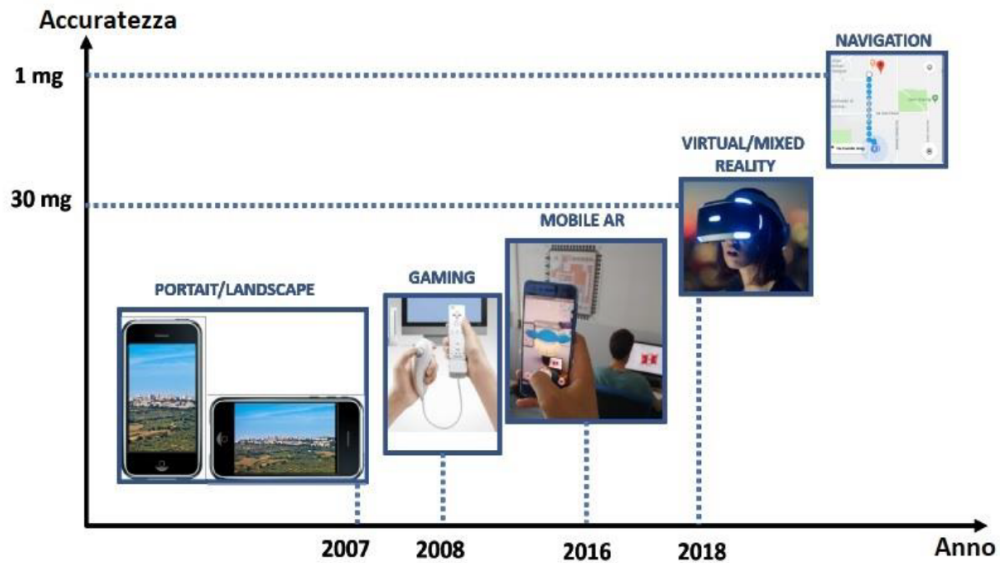 Accuratezza
NAVIGATION
1 mg
VIRTUAL/MIXED
REALITY
30 mg
MOBILE AR
GAMING
PORTAIT/LANDSCAPE
2007
2008
2016
2018
Anno